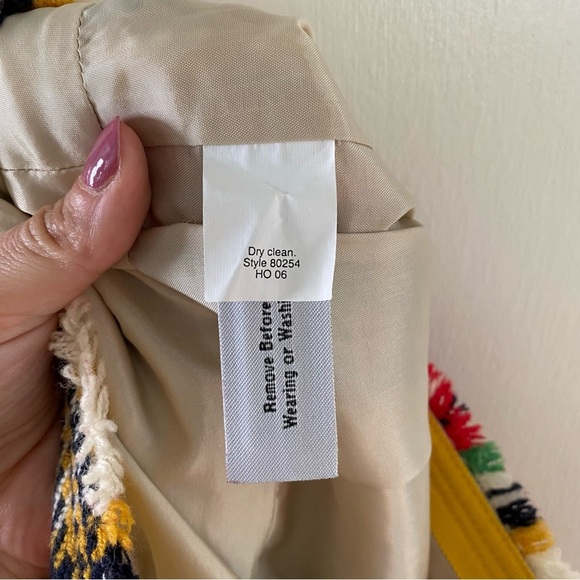 Dry clean.
Style 80254
HO 06
Remove Before
Wearing or Washi